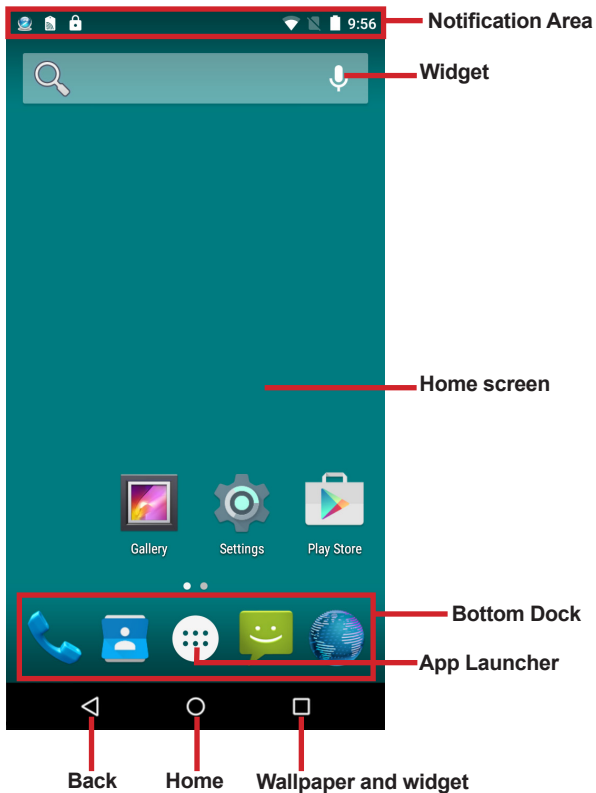 9:56
Notification Area
Widget
Home screen
Gallery
Settings
Play Store
Bottom Dock
App Launcher
Back
Home
Wallpaper and widget